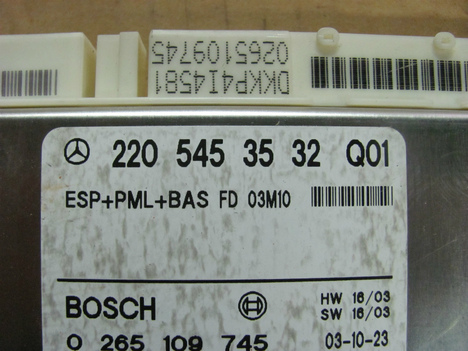 DKKP4I4581
0265109745
220 545 35 32 Q01
ESP+PML+BAS FD 03M10
BOSCH
HW 16/03
SW 16/03
0 265 109 745
03-10-23